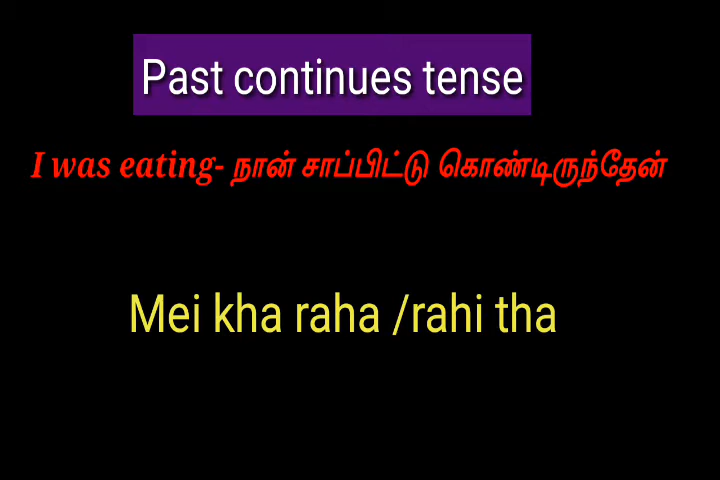 Past continues tense
I was eating- நான் சாப்பிட்டு கொண்டிருந்தேன்
Mei kha raha /rahi tha